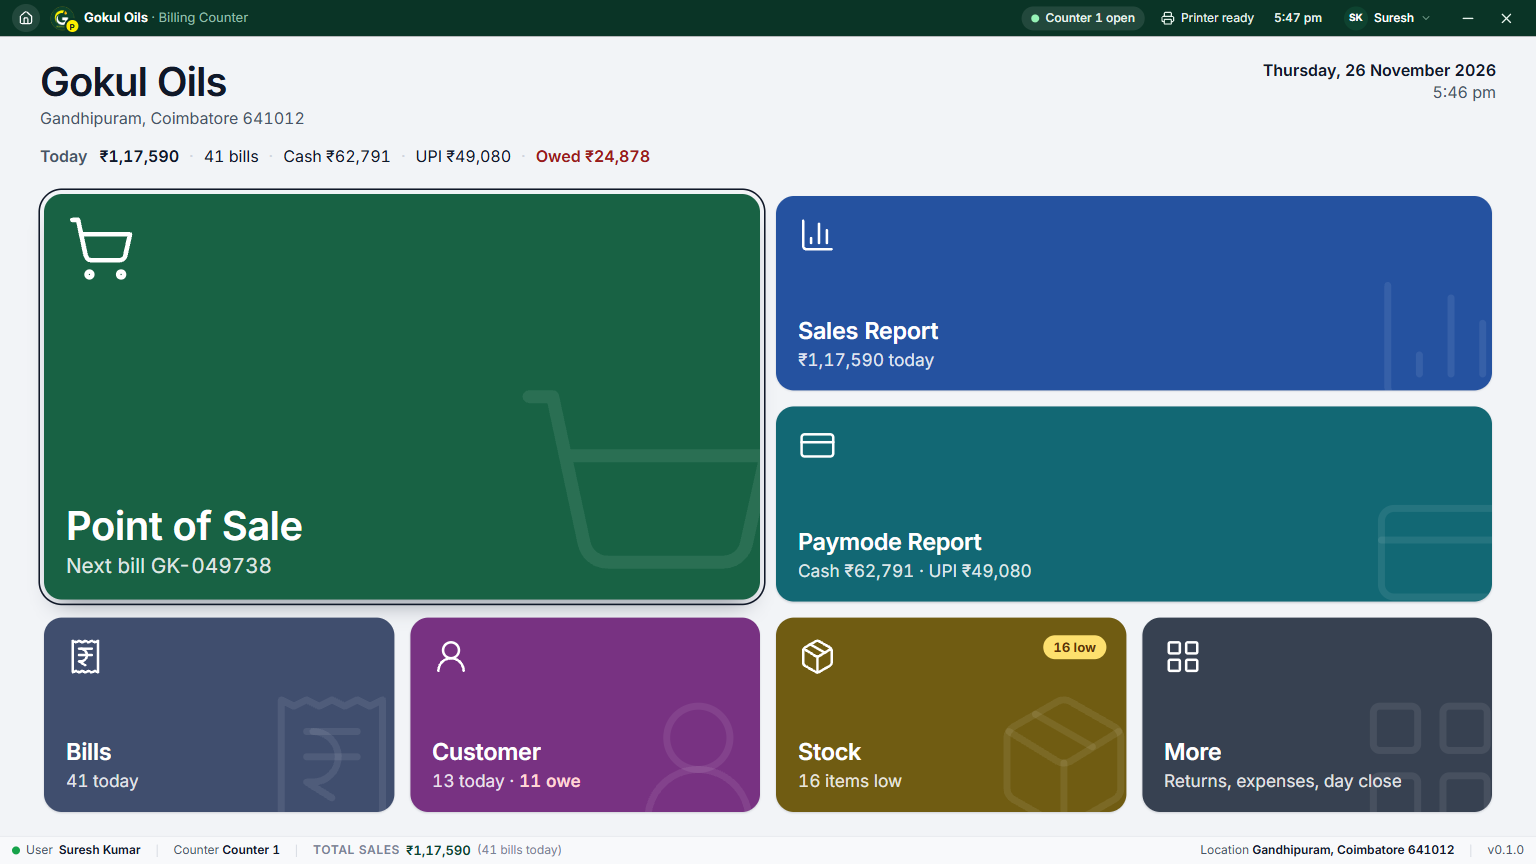 Gokul Oils · Billing Counter
Counter 1 open
Printer ready
5:47 pm
SK Suresh
P
Gokul Oils
Gandhipuram, Coimbatore 641012
Thursday, 26 November 2026
5:46 pm
Today ₹1,17,590 · 41 bills · Cash ₹62,791 · UPI ₹49,080 · Owed ₹24,878
Point of Sale
Next bill GK-049738
Sales Report
₹1,17,590 today
Paymode Report
Cash ₹62,791 · UPI ₹49,080
Bills
41 today
Customer
13 today · 11 owe
16 low
Stock
16 items low
More
Returns, expenses, day close
User Suresh Kumar
Counter Counter 1
TOTAL SALES ₹1,17,590 (41 bills today)
Location Gandhipuram, Coimbatore 641012
v0.1.0